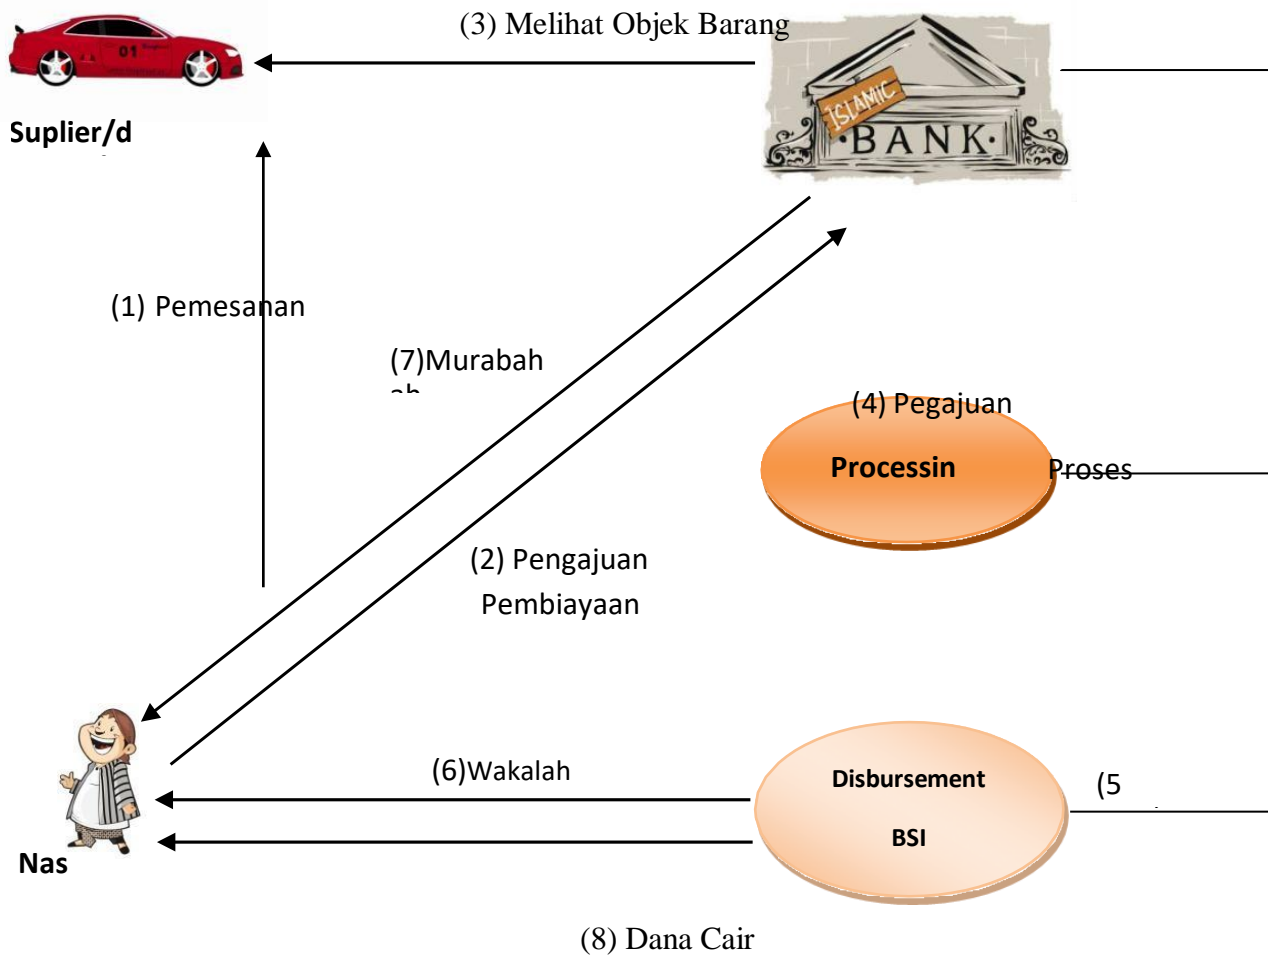 (3) Melihat Objek Barang
01
ISLAMIC
BANK
Suplier/d
(1) Pemesanan
(7)Murabah
(4) Pegajuan
Processin
Proses
(2) Pengajuan
Pembiayaan
(6)Wakalah
Disbursement
BSI
(5
Nas
(8) Dana Cair